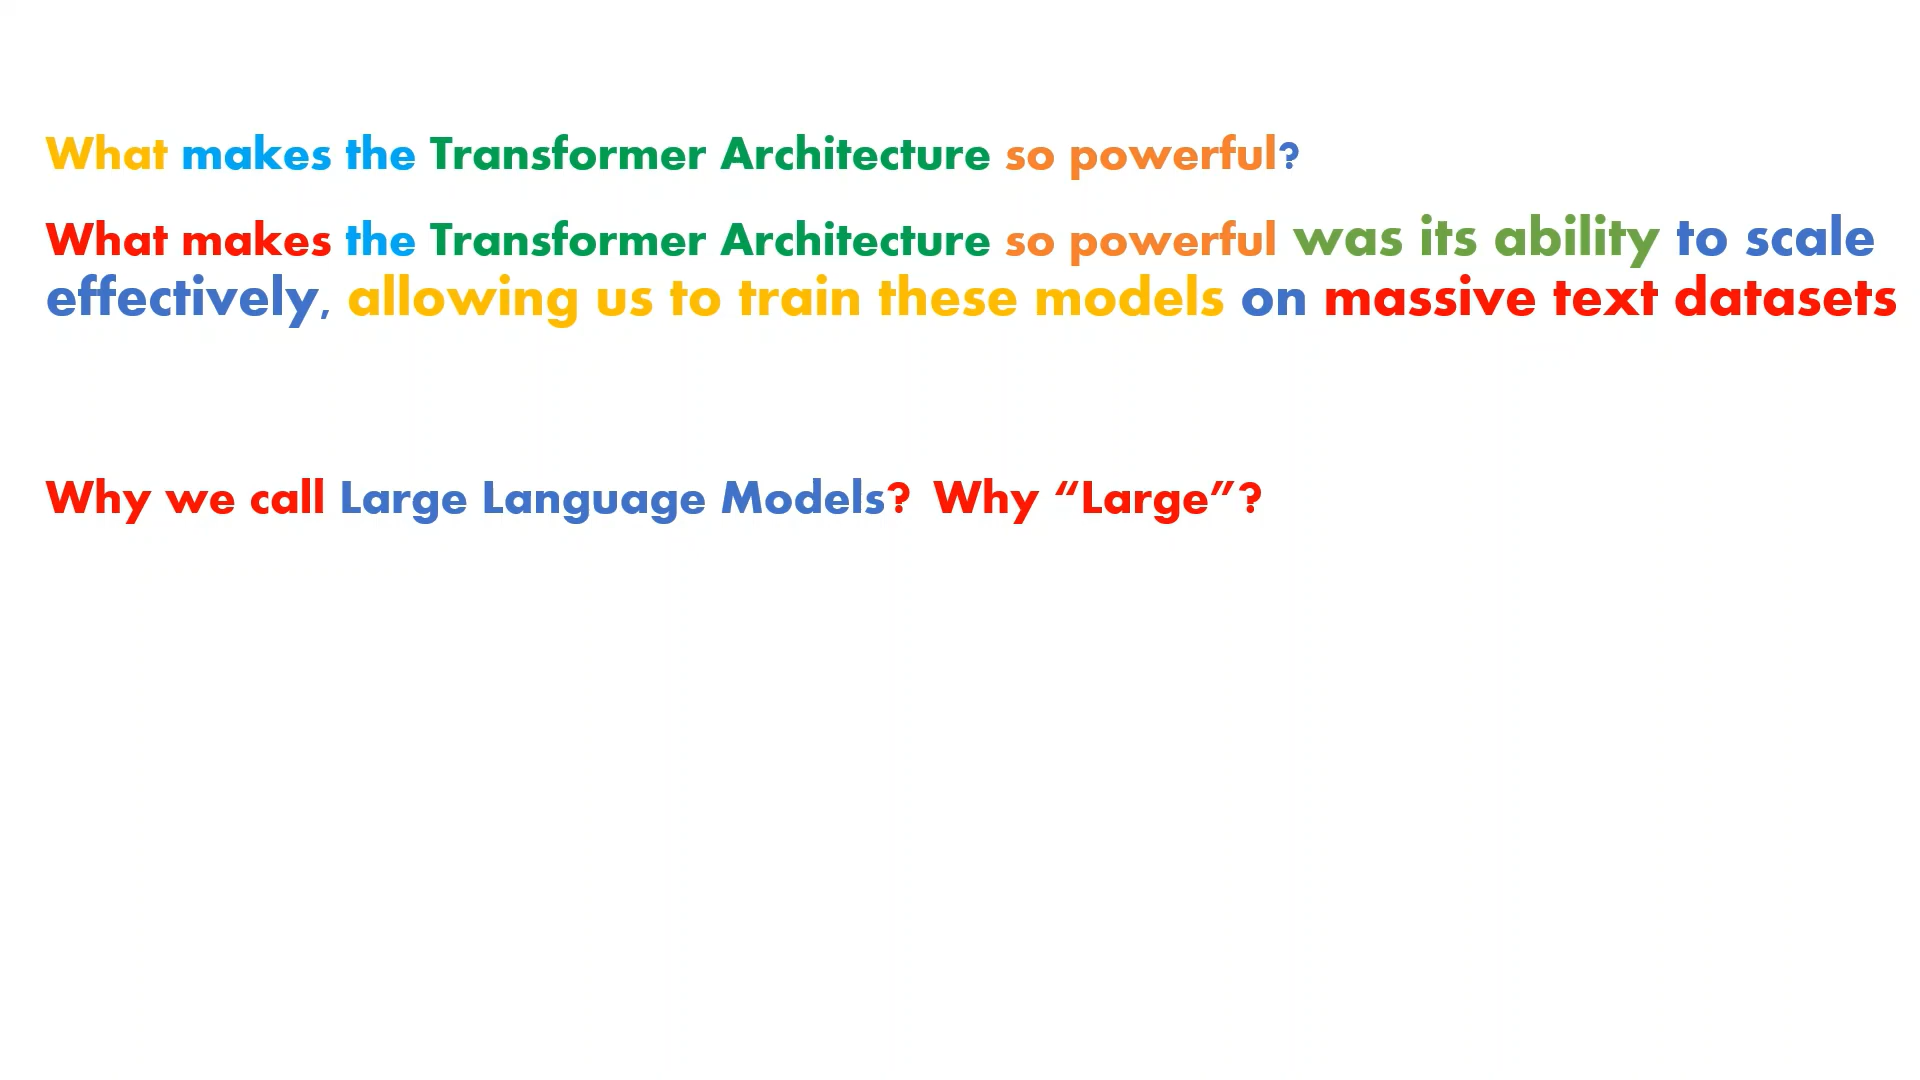 What makes the Transformer Architecture so powerful?
What makes the Transformer Architecture so powerful was its ability to scale
effectively, allowing us to train these models on massive text datasets
Why we call Large Language Models? Why “Large”?